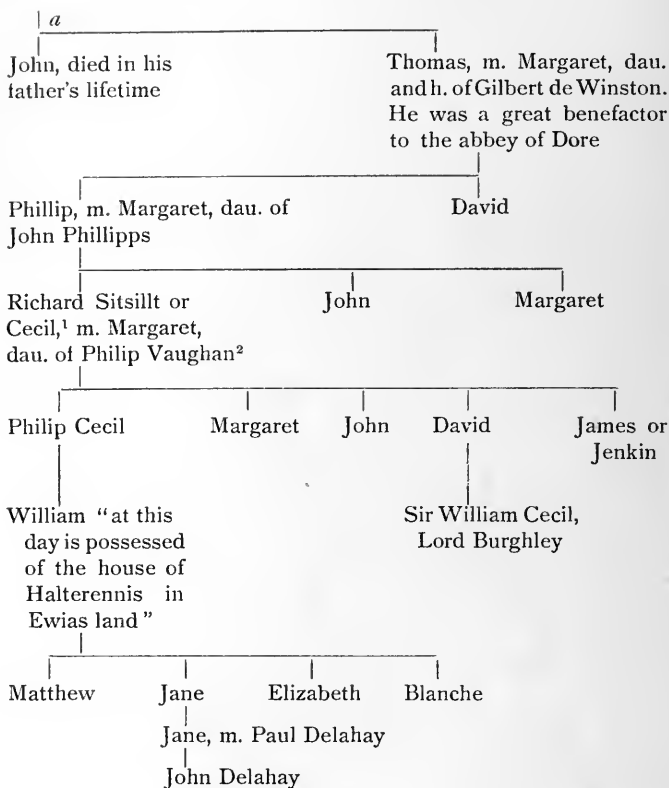 a
John, died in his
father's lifetime
Thomas, m. Margaret, dau.
and h. of Gilbert de Winston.
He was a great benefactor
to the abbey of Dore
Phillip, m. Margaret, dau. of
John Phillipps
David
Richard Sitsillt or
Cecil,¹ m. Margaret,
dau. of Philip Vaughan²
John
Margaret
Philip Cecil
Margaret
John
David
James or
Jenkin
William "at this
day is possessed
of the house of
Halterennis in
Ewias land"
Sir William Cecil,
Lord Burghley
Matthew
Jane
Elizabeth
Blanche
Jane, m. Paul Delahay
John Delahay